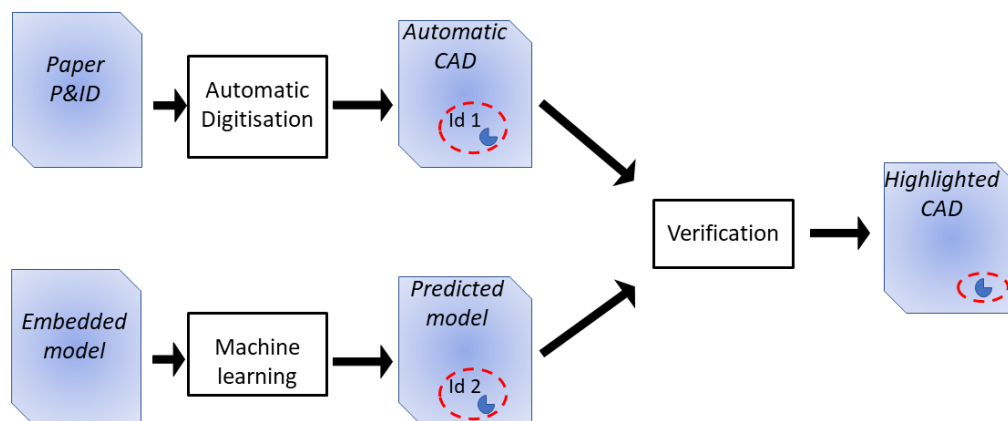 Paper
P&ID
Automatic
Digitisation
Automatic
CAD
Id 1
Embedded
model
Machine
learning
Predicted
model
Id 2
Verification
Highlighted
CAD